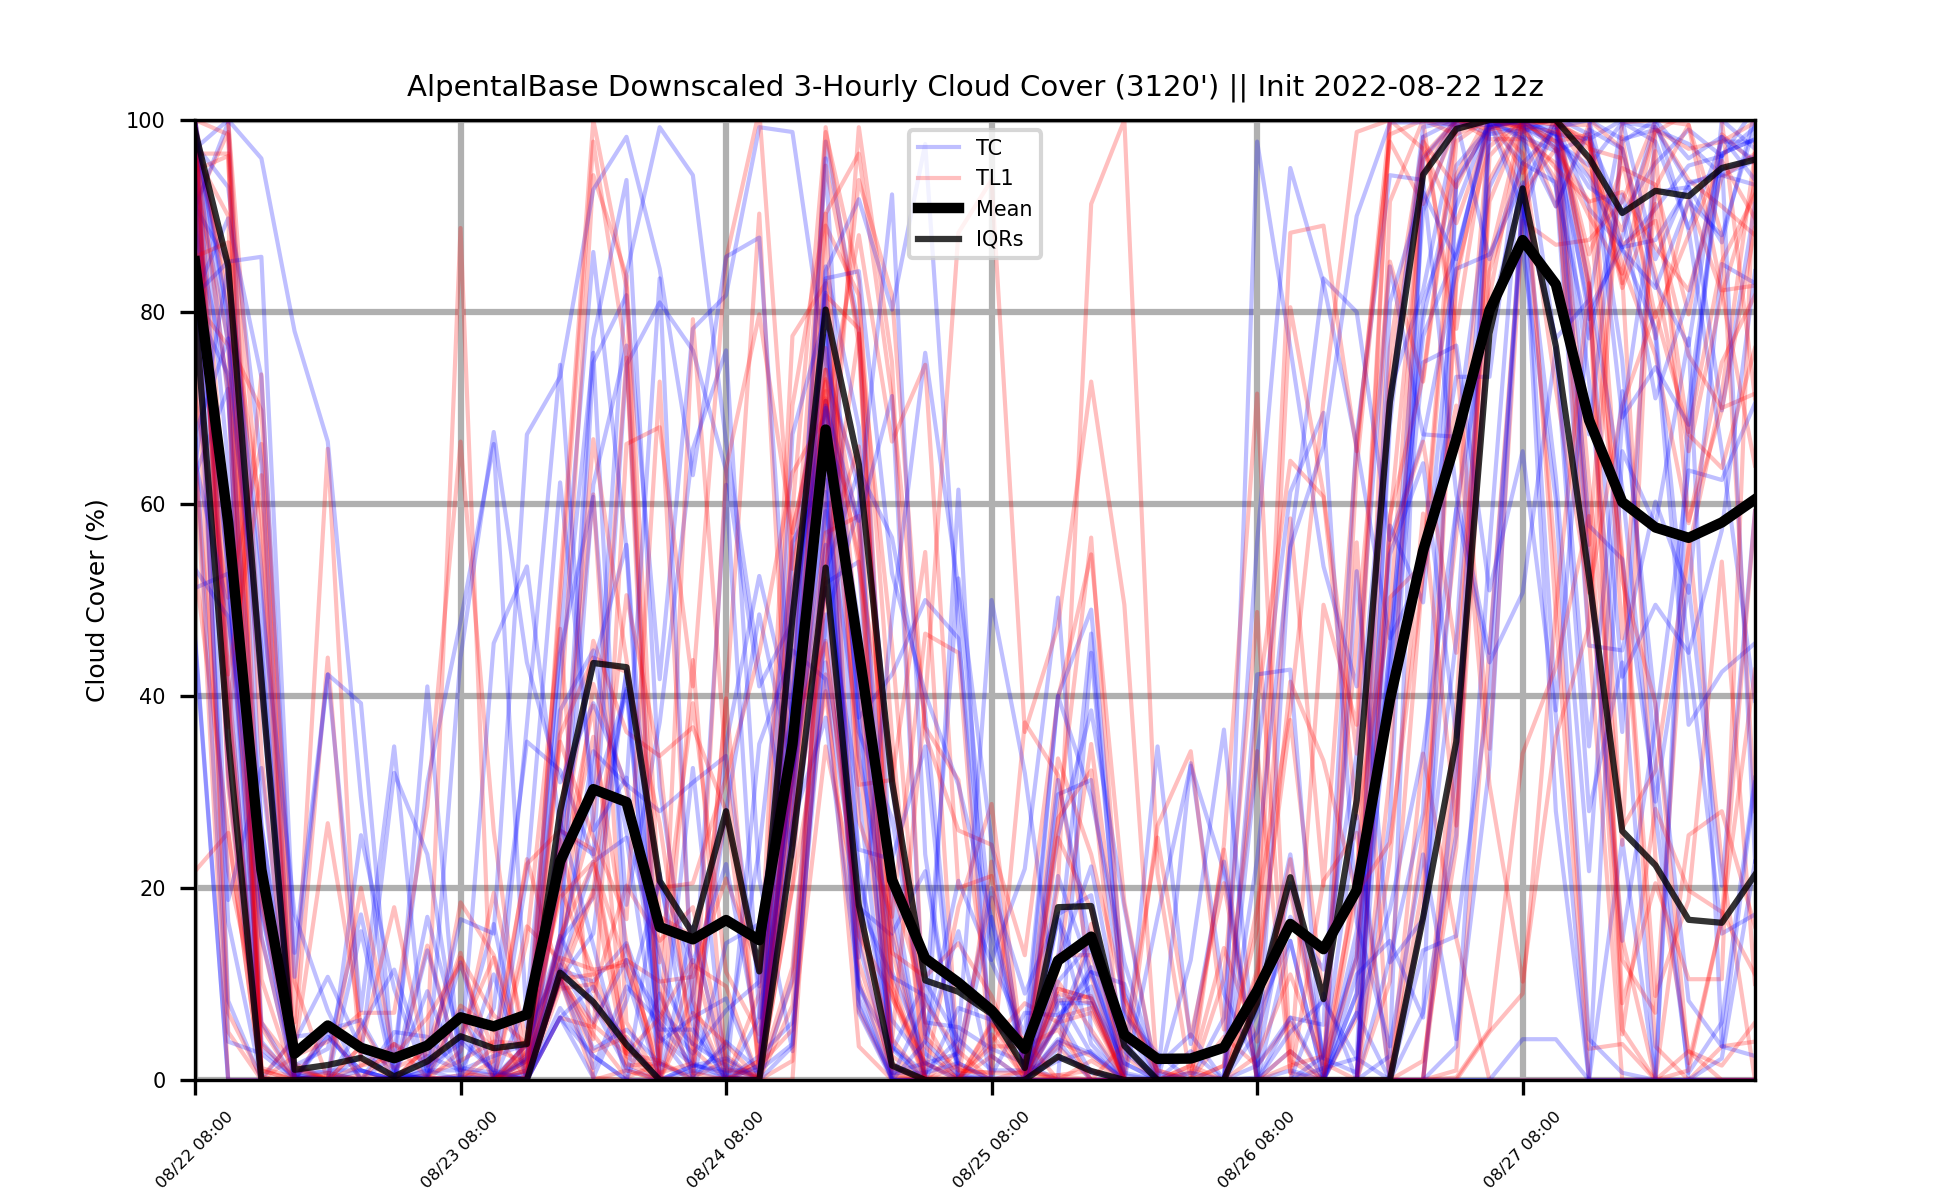 AlpentalBase Downscaled 3-Hourly Cloud Cover (3120') || Init 2022-08-22 12z
Cloud Cover (%)
100
80
60
40
20
0
TC
TL1
Mean
IQRs
08/22 08:00
08/23 08:00
08/24 08:00
08/25 08:00
08/26 08:00
08/27 08:00